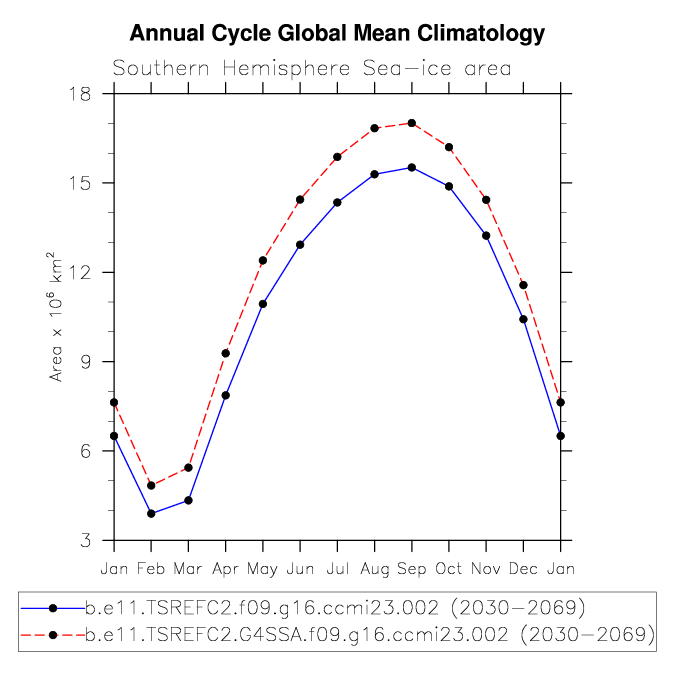 Annual Cycle Global Mean Climatology
Southern Hemisphere Sea-ice area
18
15
12
9
6
3
Area x 10⁶ km²
Jan Feb Mar Apr May Jun Jul Aug Sep Oct Nov Dec Jan
b.e11.TSREFC2.f09.g16.ccmi23.002 (2030-2069)
b.e11.TSREFC2.G4SSA.f09.g16.ccmi23.002 (2030-2069)